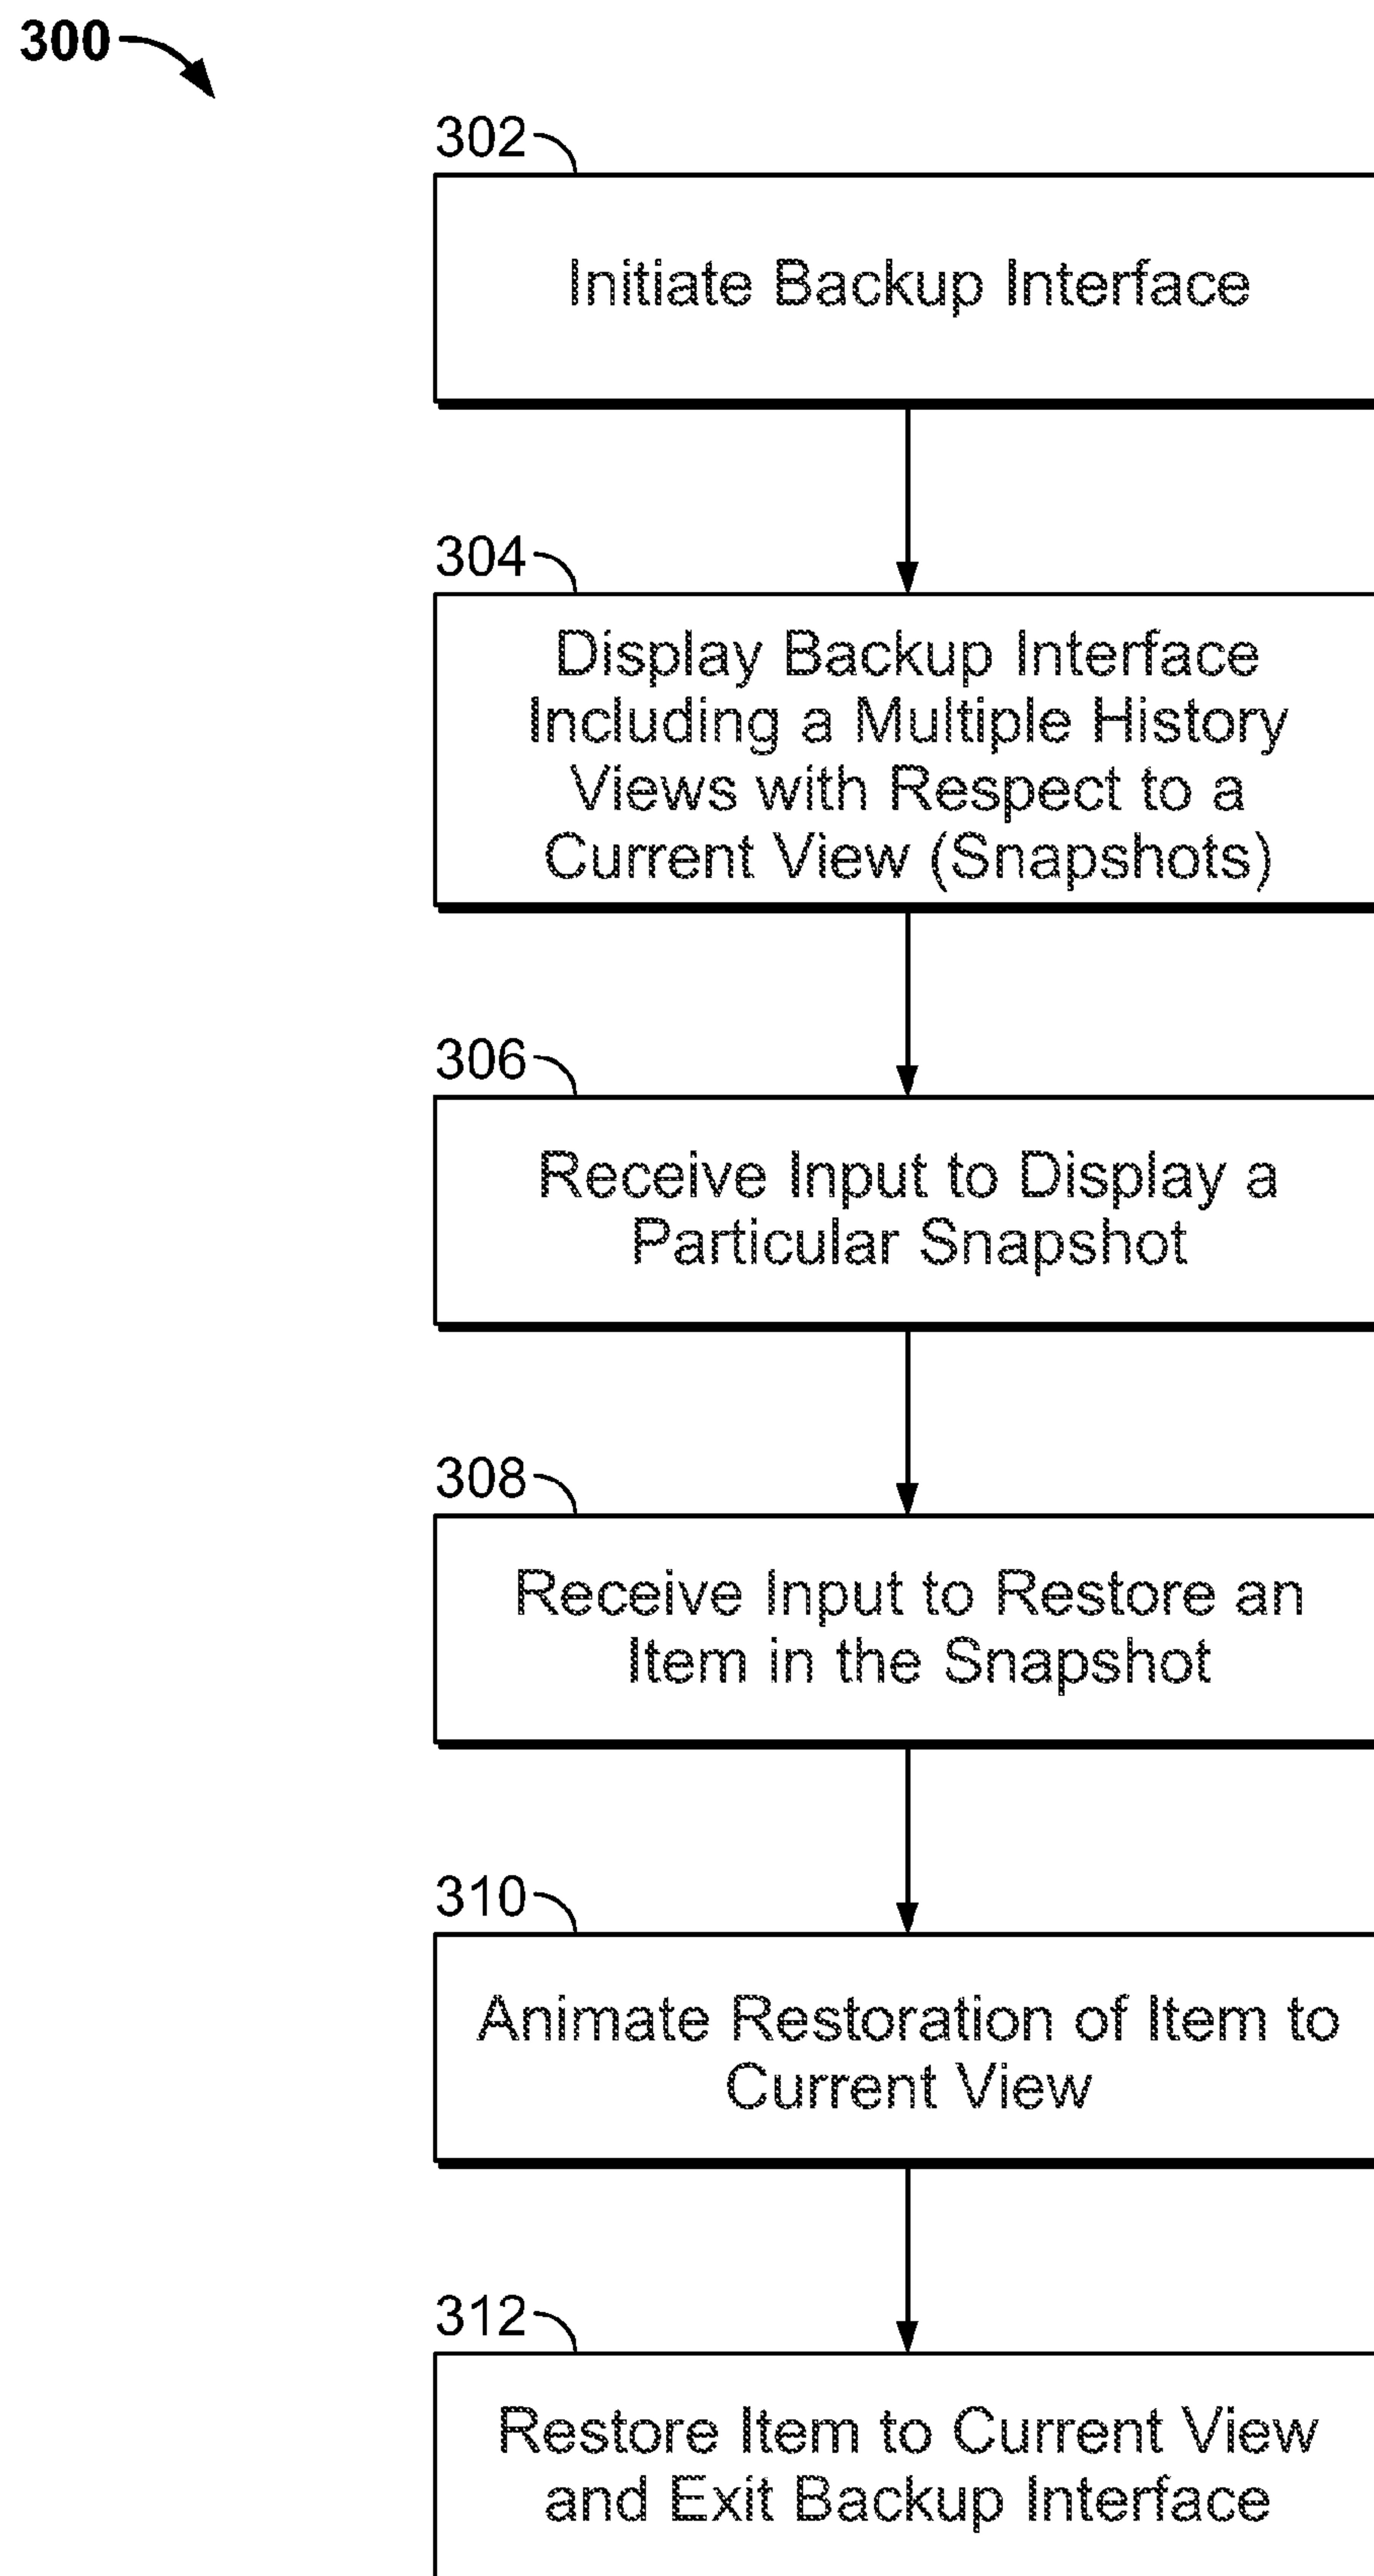 300
302
Initiate Backup Interface
304
Display Backup Interface
Including a Multiple History
Views with Respect to a
Current View (Snapshots)
306
Receive Input to Display a
Particular Snapshot
308
Receive Input to Restore an
Item in the Snapshot
310
Animate Restoration of Item to
Current View
312
Restore Item to Current View
and Exit Backup Interface